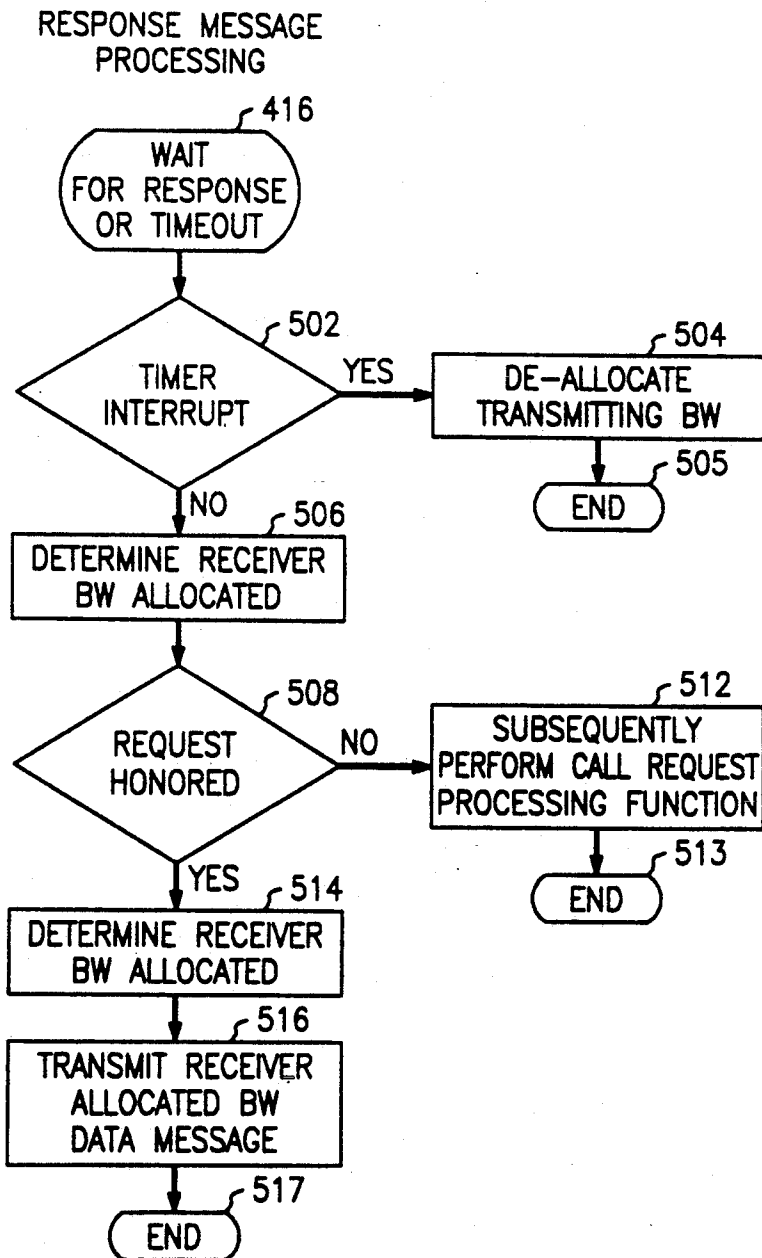 RESPONSE MESSAGE
PROCESSING
416
WAIT
FOR RESPONSE
OR TIMEOUT
502
TIMER
INTERRUPT
YES
504
DE-ALLOCATE
TRANSMITTING BW
505
END
NO
506
DETERMINE RECEIVER
BW ALLOCATED
508
REQUEST
HONORED
NO
512
SUBSEQUENTLY
PERFORM CALL REQUEST
PROCESSING FUNCTION
513
END
YES
514
DETERMINE RECEIVER
BW ALLOCATED
516
TRANSMIT RECEIVER
ALLOCATED BW
DATA MESSAGE
517
END